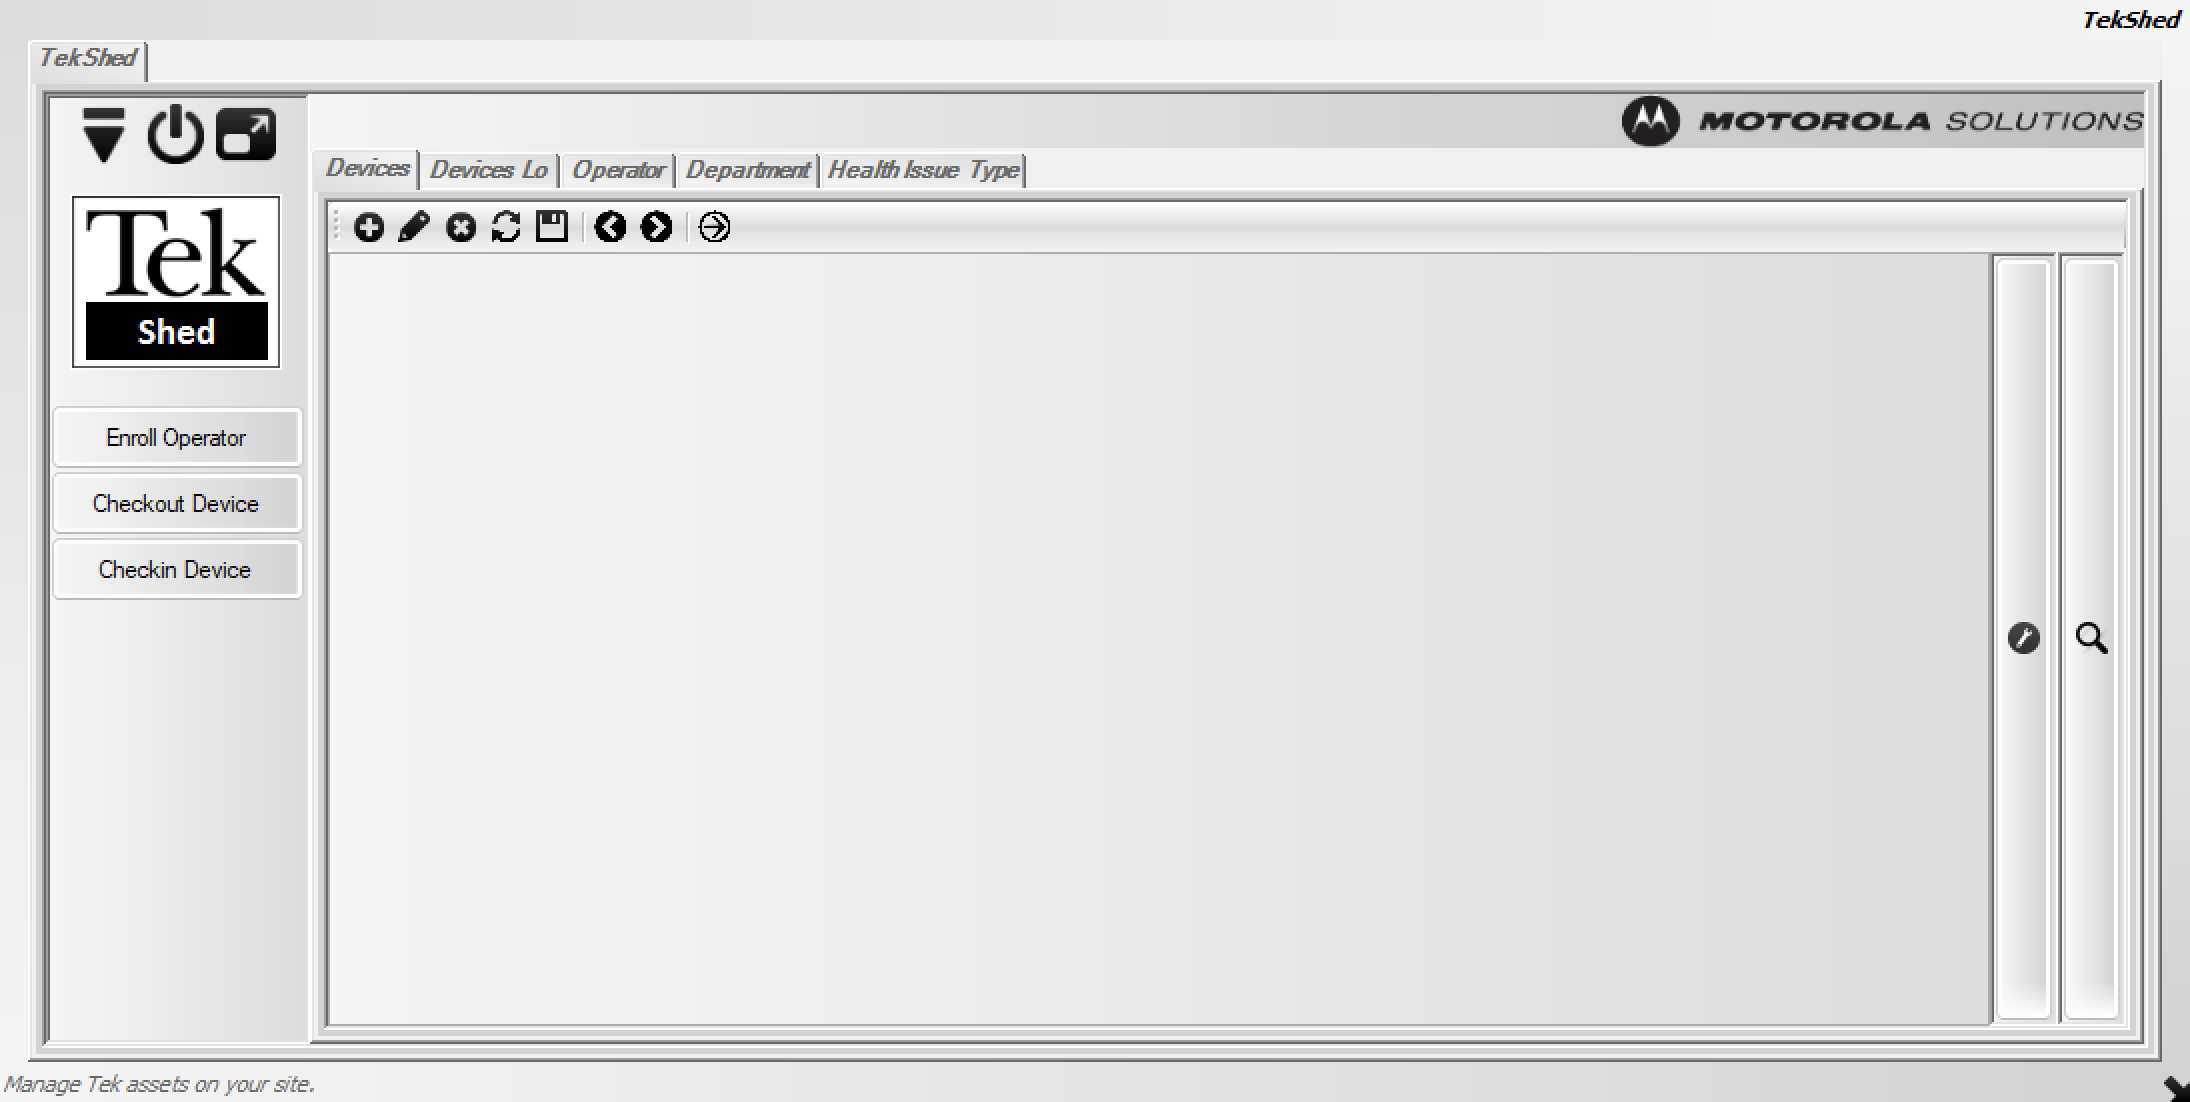 TekShed
TekShed
MOTOROLA SOLUTIONS
Devices Devices Lo Operator Department Health Issue Type
Tek
Shed
Enroll Operator
Checkout Device
Checkin Device
Manage Tek assets on your site.